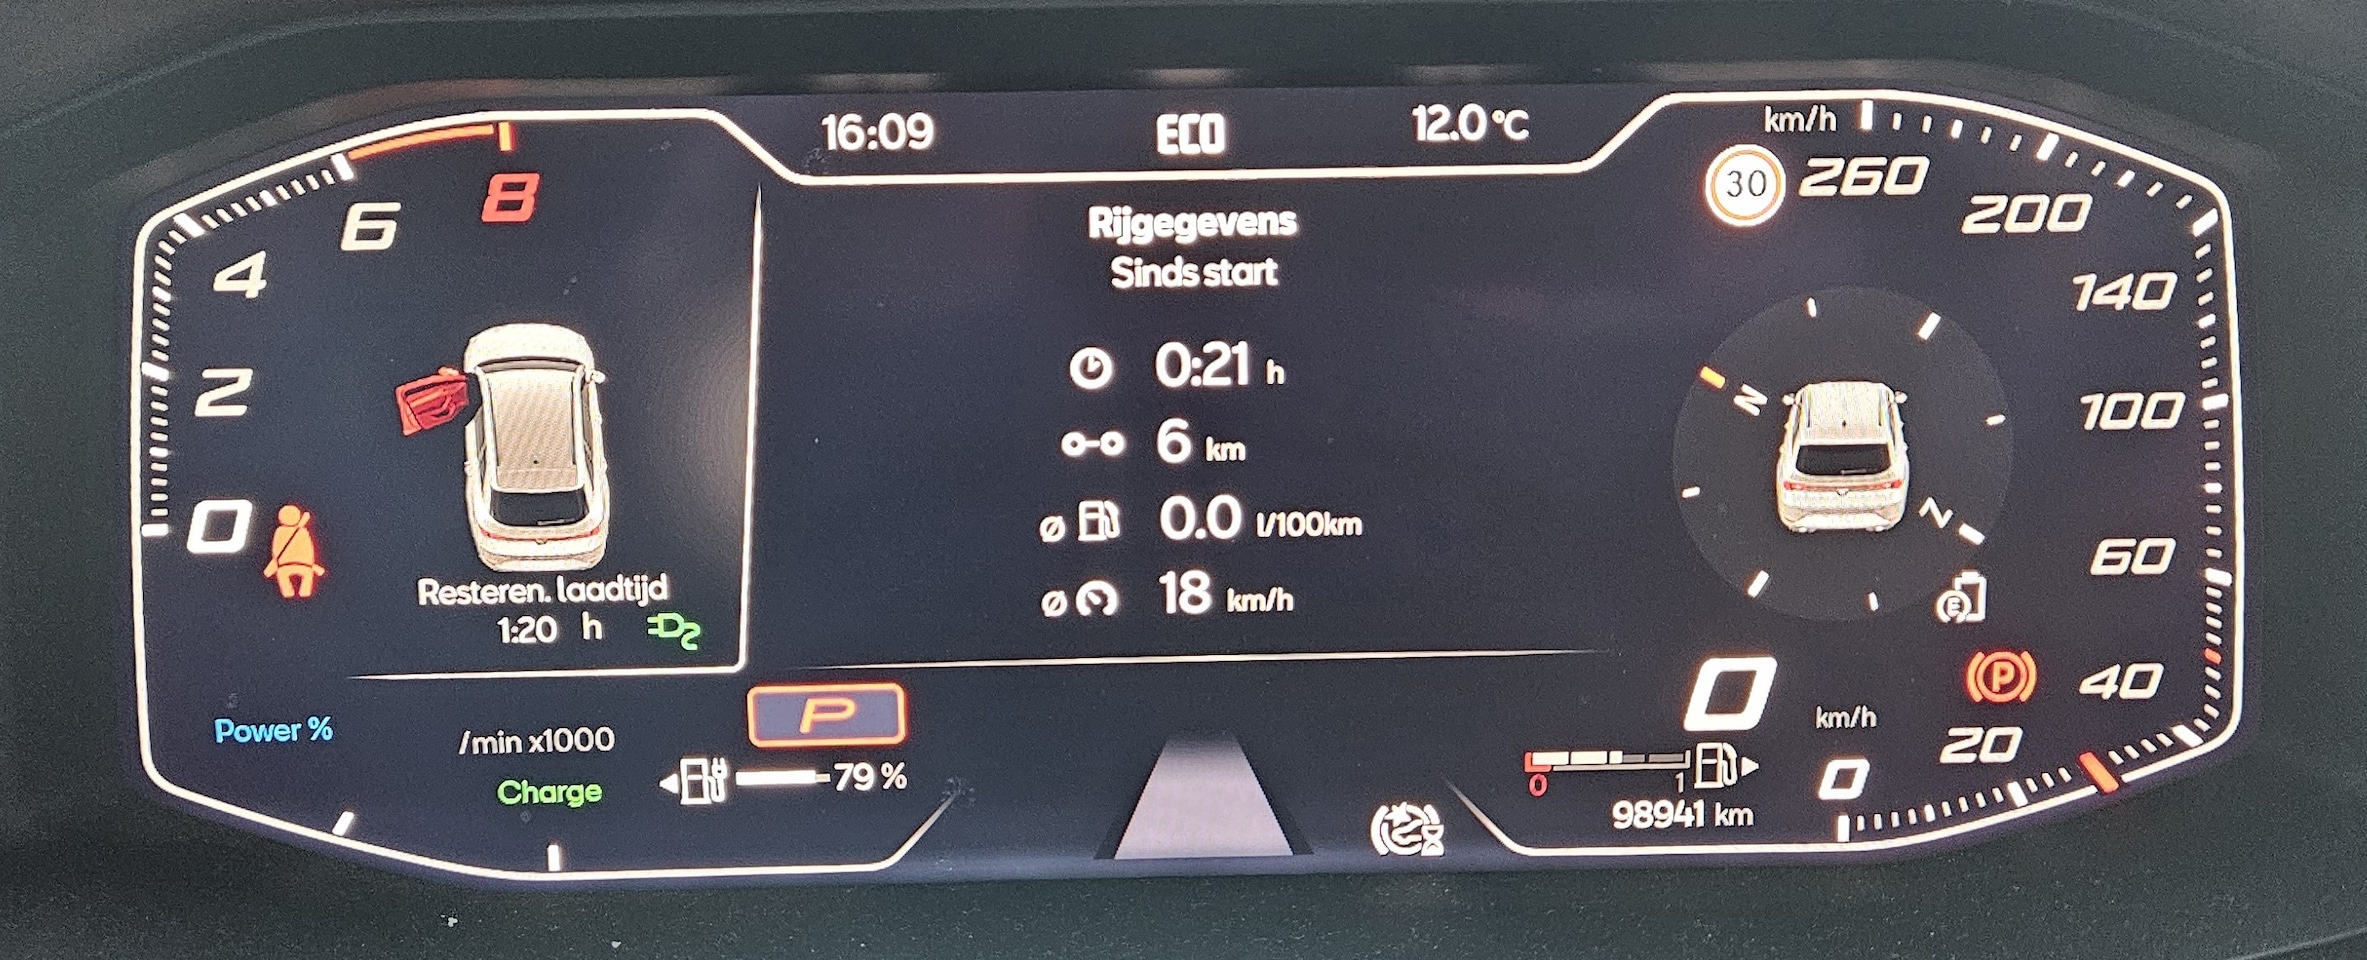 16:09 ECO 12.0°C
km/h
30
8
6
4
2
0
260
200
140
100
60
40
20
0
Rijgegevens
Sinds start
0:21 h
6 km
ø 0.0 l/100km
ø 18 km/h
N
Z
E
Resteren. laadtijd
1:20 h
P
0 km/h
P
Power %
/min x1000
Charge
79 %
0 1
98941 km